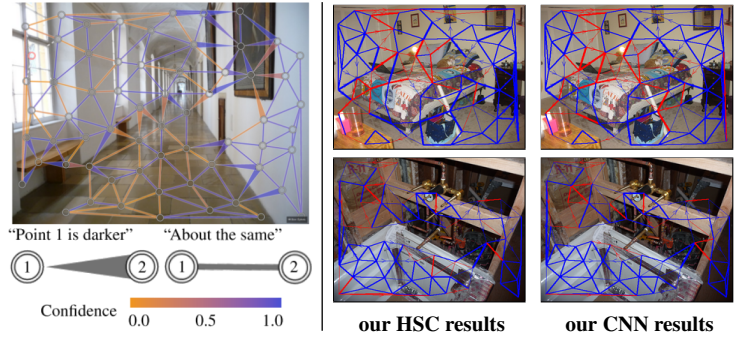 "Point 1 is darker" "About the same"
1 2 1 2
Confidence
0.0 0.5 1.0
our HSC results our CNN results